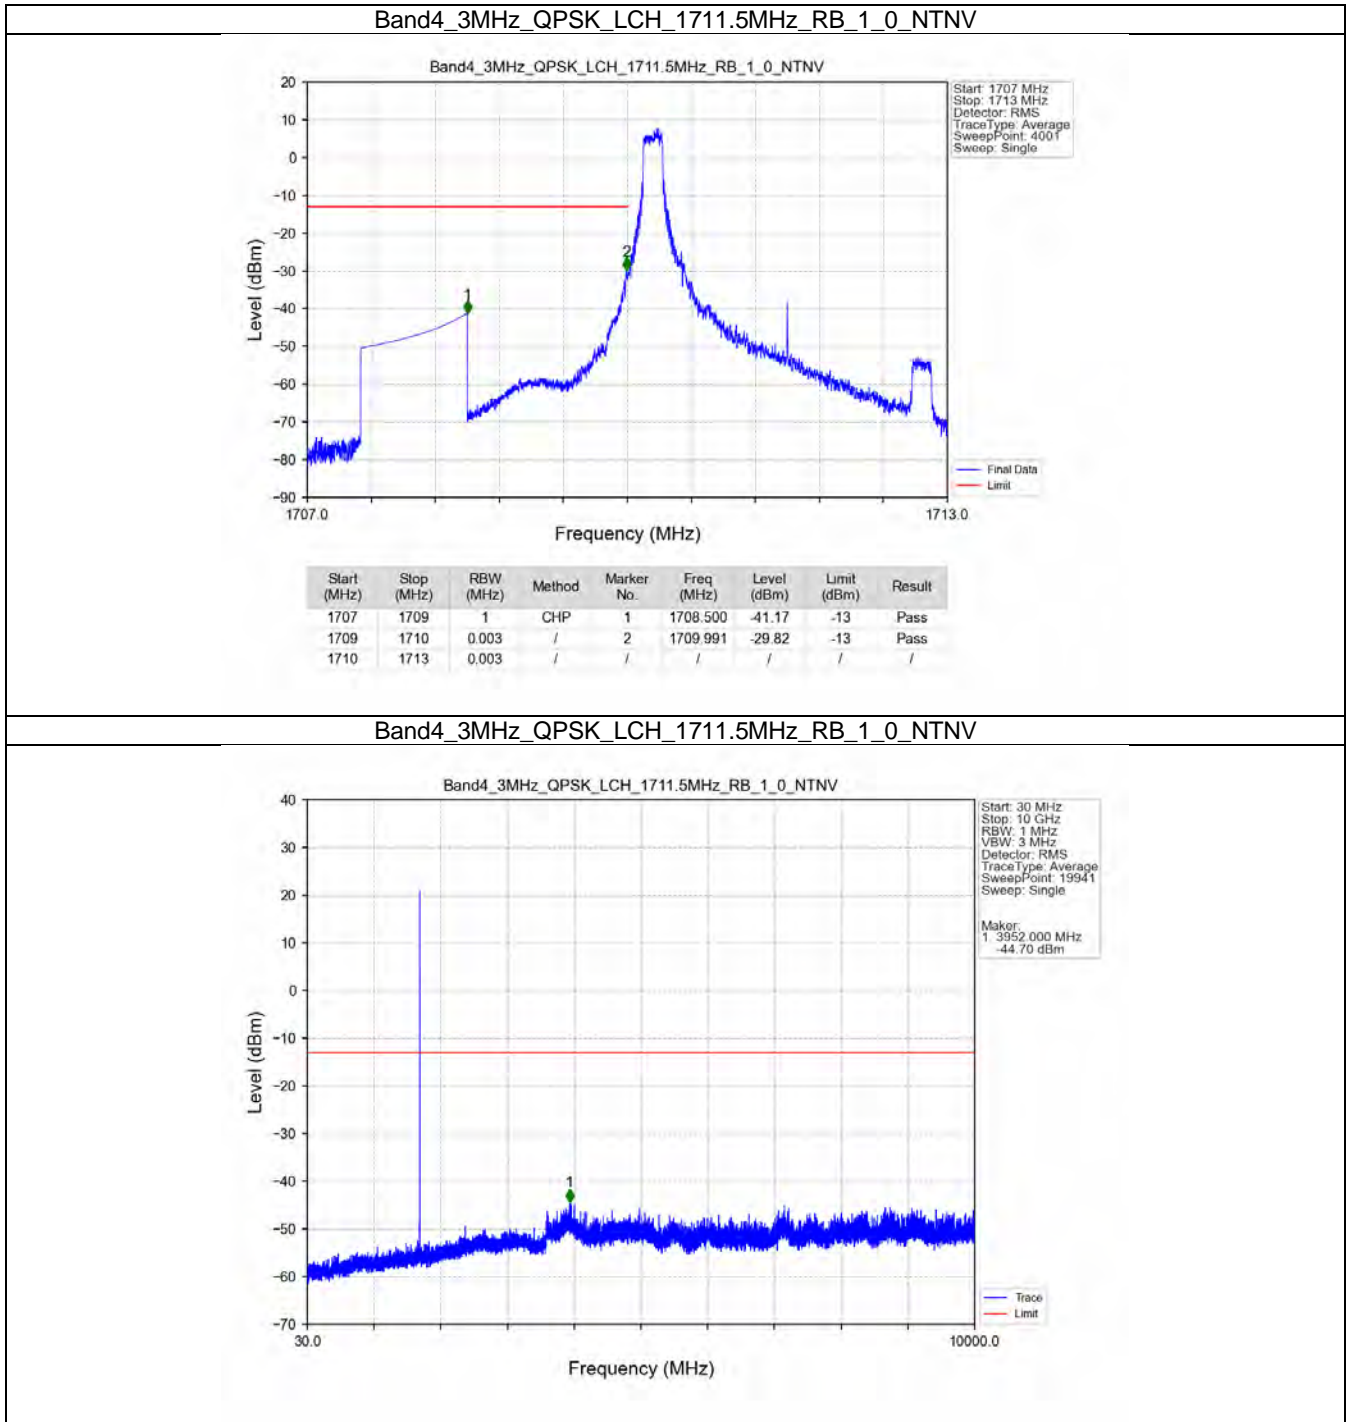 Band4_3MHz_QPSK_LCH_1711.5MHz_RB_1_0_NTNV
Band4_3MHz_QPSK_LCH_1711.5MHz_RB_1_0_NTNV
Start: 1707 MHz
Stop: 1713 MHz
Detector: RMS
TraceType: Average
SweepPoint: 4001
Sweep: Single
20
10
0
−10
−20
−30
−40
−50
−60
−70
−80
−90
Level (dBm)
1
2
Final Data
Limit
1707.0 1713.0
Frequency (MHz)
Start (MHz) Stop (MHz) RBW (MHz) Method Marker No. Freq (MHz) Level (dBm) Limit (dBm) Result
1707 1709 1 CHP 1 1708.500 -41.17 -13 Pass
1709 1710 0.003 / 2 1709.991 -29.82 -13 Pass
1710 1713 0.003 / / / / / /
Band4_3MHz_QPSK_LCH_1711.5MHz_RB_1_0_NTNV
Band4_3MHz_QPSK_LCH_1711.5MHz_RB_1_0_NTNV
Start: 30 MHz
Stop: 10 GHz
RBW: 1 MHz
VBW: 3 MHz
Detector: RMS
TraceType: Average
SweepPoint: 19941
Sweep: Single
Maker:
1. 3952.000 MHz
-44.70 dBm
40
30
20
10
0
−10
−20
−30
−40
−50
−60
−70
Level (dBm)
1
Trace
Limit
30.0 10000.0
Frequency (MHz)